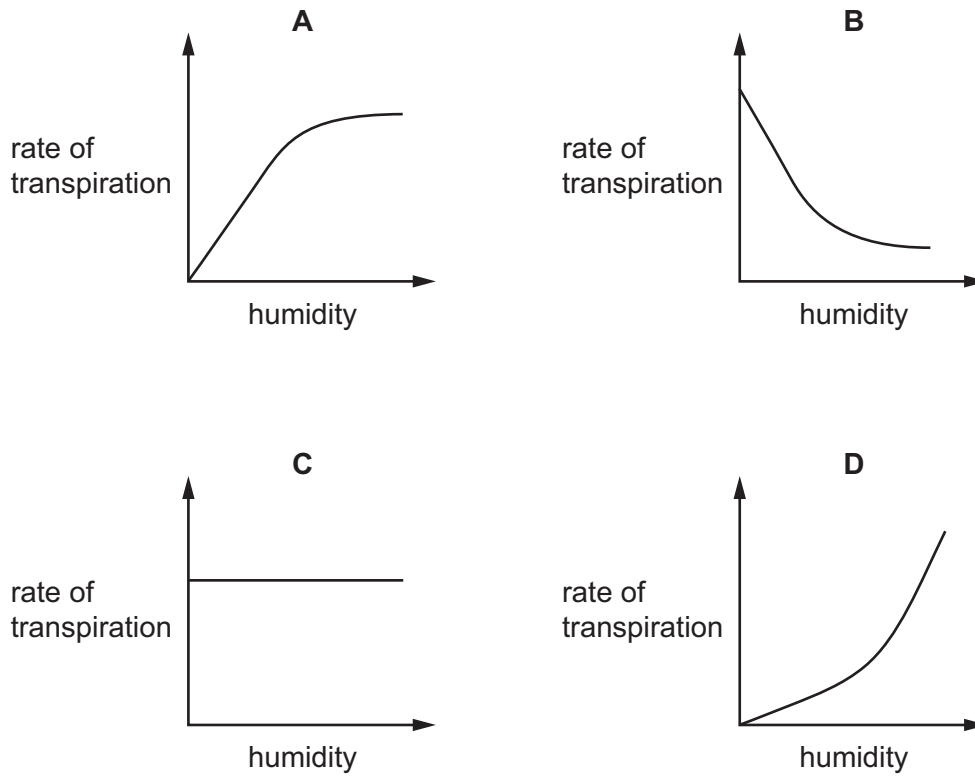 A
rate of
transpiration
humidity
B
rate of
transpiration
humidity
C
rate of
transpiration
humidity
D
rate of
transpiration
humidity